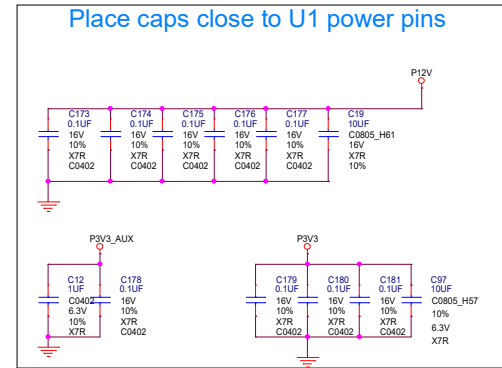 Place caps close to U1 power pins
P12V
C173
0.1UF
16V
10%
X7R
C0402
C174
0.1UF
16V
10%
X7R
C0402
C175
0.1UF
16V
10%
X7R
C0402
C176
0.1UF
16V
10%
X7R
C0402
C177
0.1UF
16V
10%
X7R
C0402
C19
10UF
C0805_H61
16V
X7R
10%
P3V3_AUX
C12
1UF
C0402
6.3V
10%
X7R
C178
0.1UF
16V
10%
X7R
C0402
P3V3
C179
0.1UF
16V
10%
X7R
C0402
C180
0.1UF
16V
10%
X7R
C0402
C181
0.1UF
16V
10%
X7R
C0402
C97
10UF
C0805_H57
10%
6.3V
X7R